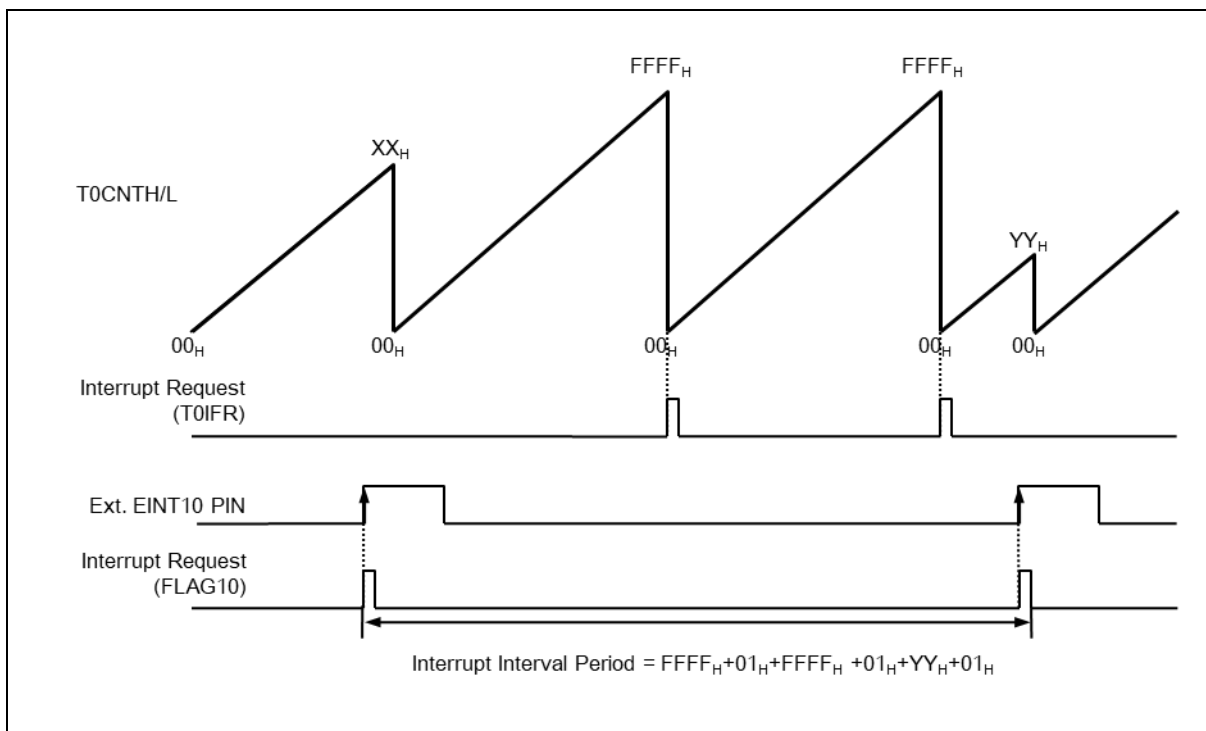 FFFFH FFFFH
XXH
T0CNTH/L
YYH
00H 00H 00H 00H 00H
Interrupt Request
(T0IFR)
Ext. EINT10 PIN
Interrupt Request
(FLAG10)
Interrupt Interval Period = FFFFH+01H+FFFFH +01H+YYH+01H